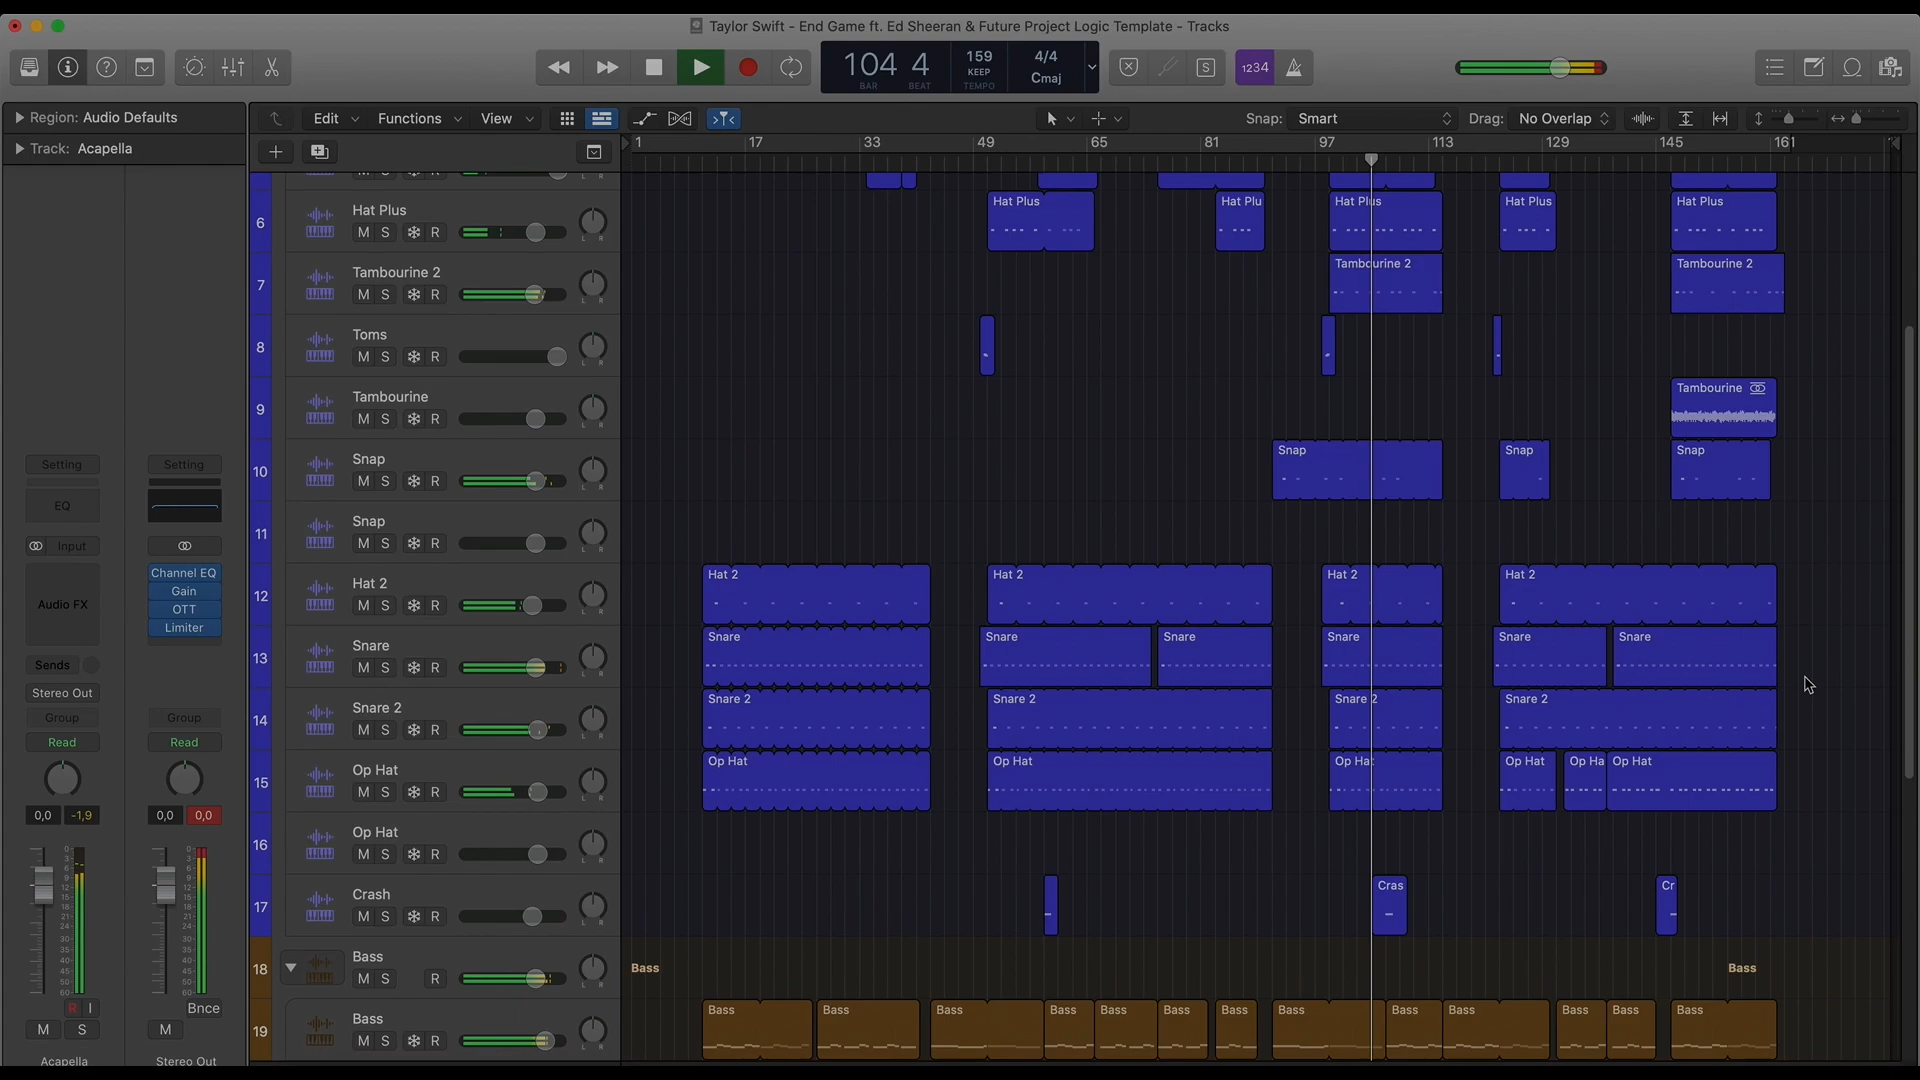 Taylor Swift - End Game ft. Ed Sheeran & Future Project Logic Template - Tracks
104 4 159 4/4
KEEP Cmaj
BAR BEAT TEMPO
S 1234
Region: Audio Defaults
Edit Functions View Snap: Smart Drag: No Overlap
Track: Acapella
1 17 33 49 65 81 97 113 129 145 161
6 Hat Plus M S R L R Hat Plus Hat Plu Hat Plus Hat Plus Hat Plus
7 Tambourine 2 M S R L R Tambourine 2 Tambourine 2
8 Toms M S R L R
9 Tambourine M S R L R Tambourine
10 Snap M S R L R Snap Snap Snap
11 Snap M S R L R
12 Hat 2 M S R L R Hat 2 Hat 2 Hat 2 Hat 2
13 Snare M S R L R Snare Snare Snare Snare Snare Snare
14 Snare 2 M S R L R Snare 2 Snare 2 Snare 2 Snare 2
15 Op Hat M S R L R Op Hat Op Hat Op Hat Op Hat Op Ha Op Hat
16 Op Hat M S R L R
17 Crash M S R L R Cras Cr
18 Bass M S R L R Bass Bass
19 Bass M S R L R Bass Bass Bass Bass Bass Bass Bass Bass Bass Bass Bass Bass Bass
Setting Setting
EQ
Input
Channel EQ
Gain
Audio FX OTT
Limiter
Sends
Stereo Out
Group Group
Read Read
0,0 -1,9 0,0 0,0
R I Bnce
M S M
Acapella Stereo Out